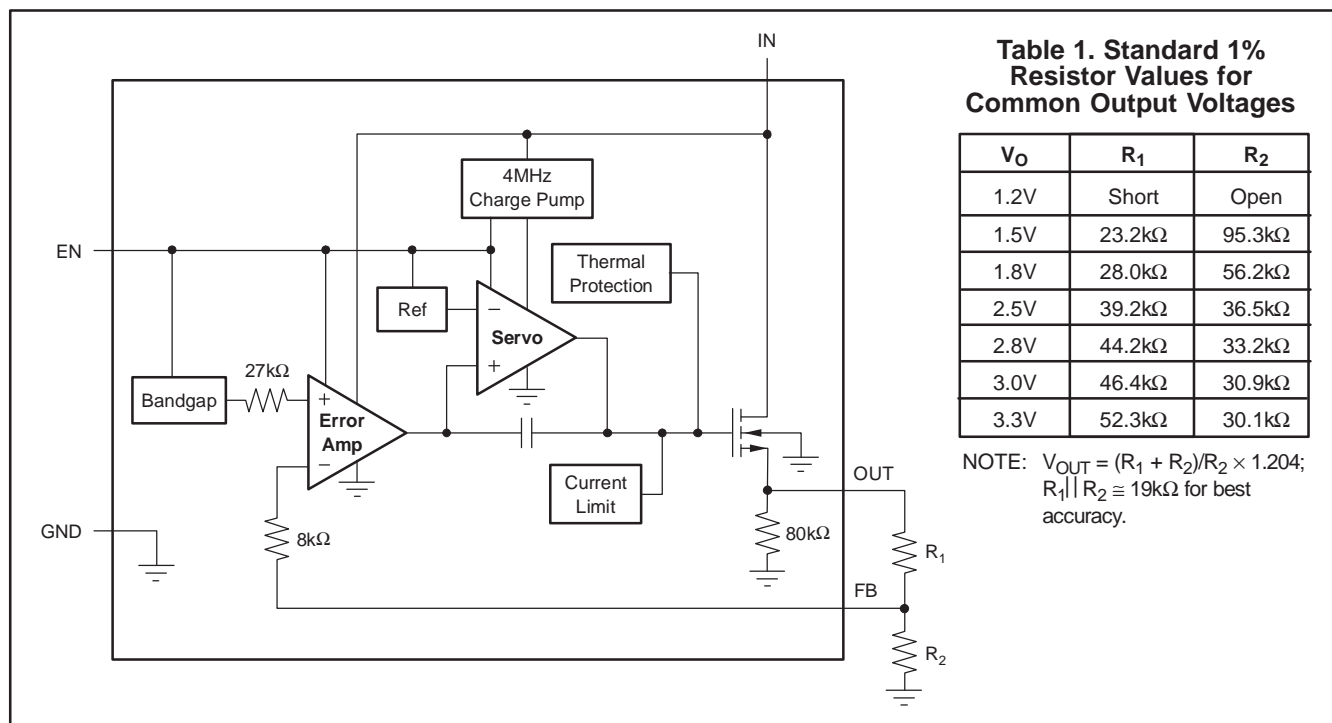 IN
4MHz
Charge Pump
EN
Thermal
Protection
Ref
−
Servo
+
27kΩ
Bandgap
+
Error
Amp
−
Current
Limit
OUT
GND
8kΩ
80kΩ
R1
FB
R2
Table 1. Standard 1%
Resistor Values for
Common Output Voltages
VO R1 R2
1.2V Short Open
1.5V 23.2kΩ 95.3kΩ
1.8V 28.0kΩ 56.2kΩ
2.5V 39.2kΩ 36.5kΩ
2.8V 44.2kΩ 33.2kΩ
3.0V 46.4kΩ 30.9kΩ
3.3V 52.3kΩ 30.1kΩ
NOTE: VOUT = (R1 + R2)/R2 × 1.204;
R1|| R2 ≅ 19kΩ for best
accuracy.